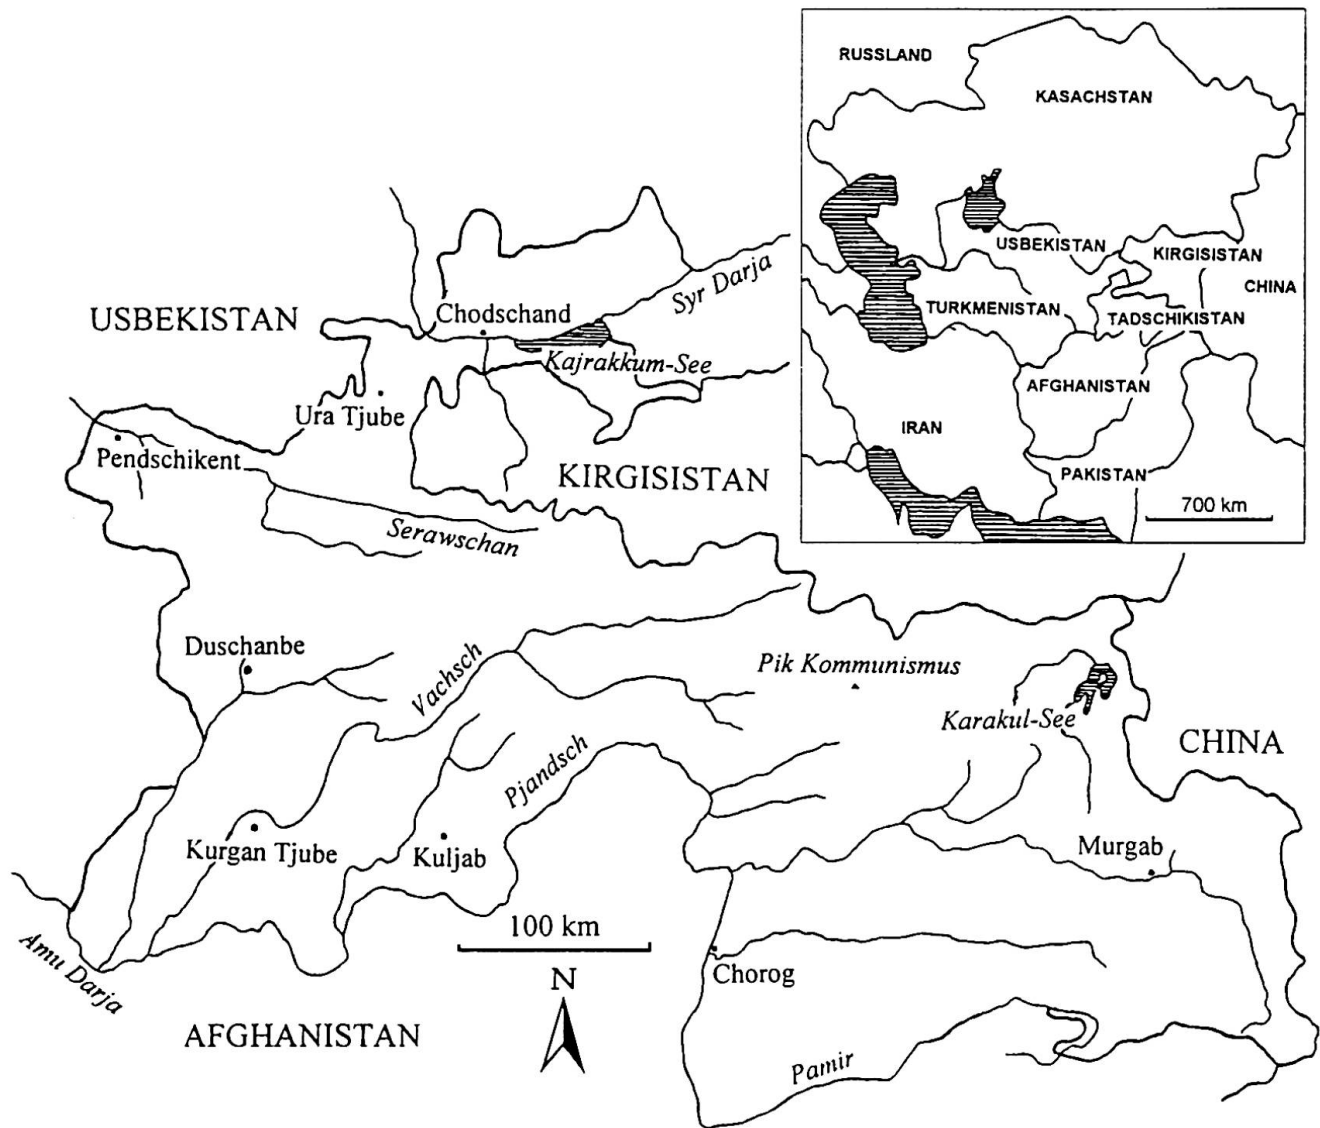 RUSSLAND
KASACHSTAN
USBEKISTAN
KIRGISISTAN
CHINA
TURKMENISTAN
TADSCHIKISTAN
AFGHANISTAN
IRAN
PAKISTAN
700 km
Syr Darja
USBEKISTAN
Chodschand
Kajrakkum-See
Ura Tjube
Pendschikent
KIRGISISTAN
Serawschan
Duschanbe
Vachsch
Pik Kommunismus
Karakul-See
CHINA
Pjandsch
Kurgan Tjube
Kuljab
Murgab
100 km
N
Amu Darja
Chorog
AFGHANISTAN
Pamir